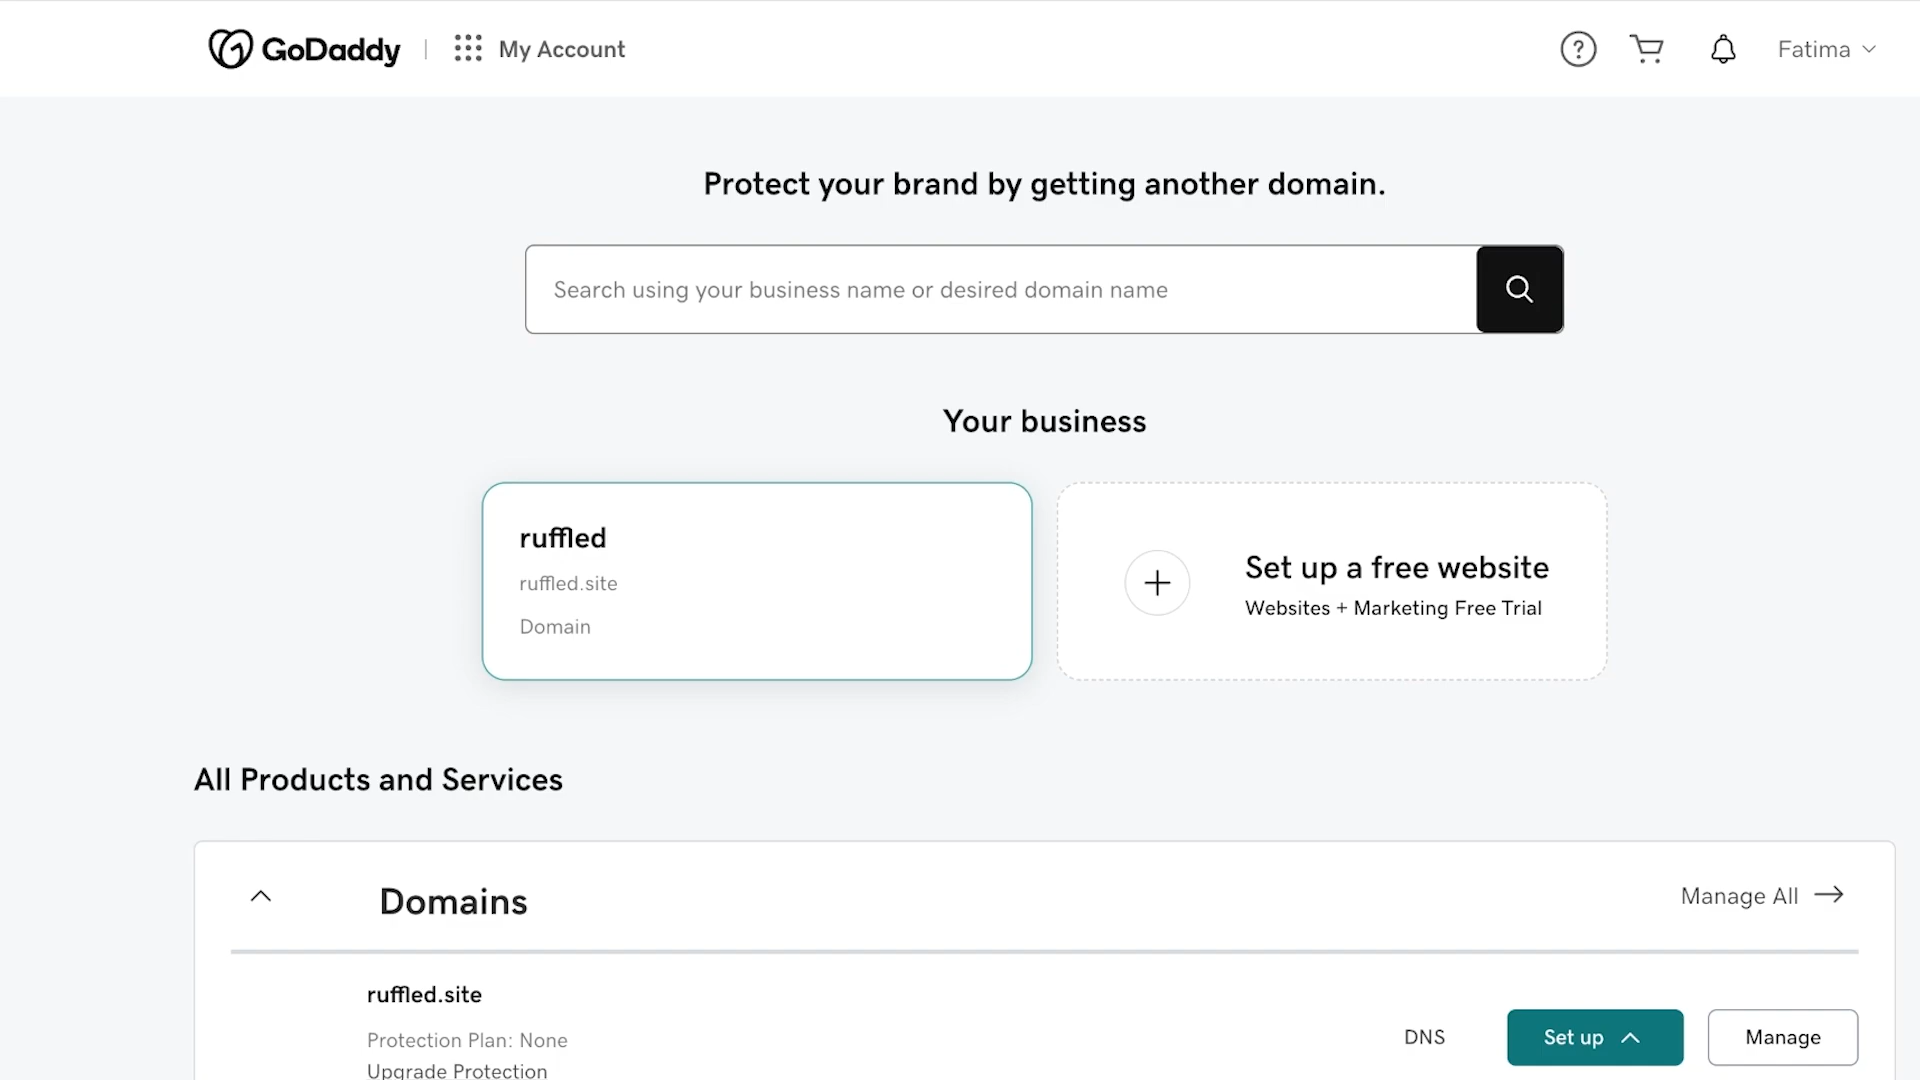 GoDaddy
My Account
Fatima
Protect your brand by getting another domain.
Search using your business name or desired domain name
Your business
ruffled
ruffled.site
Domain
Set up a free website
Websites + Marketing Free Trial
All Products and Services
Domains
Manage All
ruffled.site
Protection Plan: None
Upgrade Protection
DNS
Set up
Manage